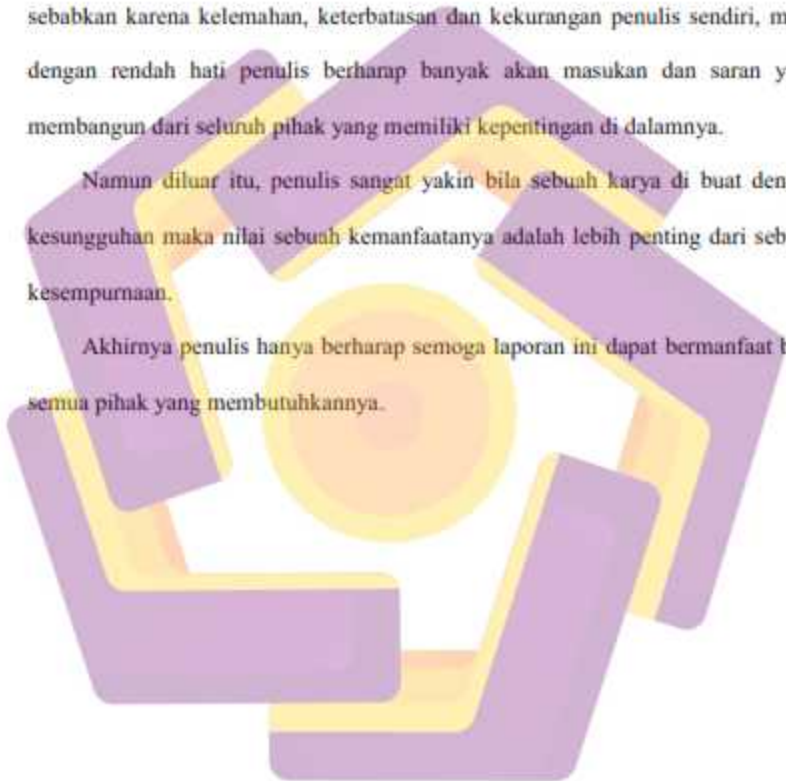 sebabkan karena kelemahan, keterbatasan dan kekurangan penulis sendiri, m
dengan rendah hati penulis berharap banyak akan masukan dan saran y
membangun dari seluruh pihak yang memiliki kepentingan di dalamnya.
Namun diluar itu, penulis sangat yakin bila sebuah karya di buat den
kesungguhan maka nilai sebuah kemanfaatanya adalah lebih penting dari seb
kesempurnaan.
Akhirnya penulis hanya berharap semoga laporan ini dapat bermanfaat b
semua pihak yang membutuhkannya.